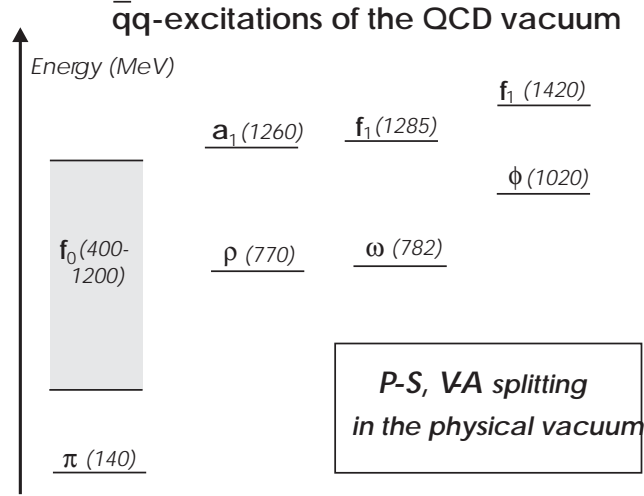 q̅q-excitations of the QCD vacuum
Energy (MeV)
f₁ (1420)
a₁ (1260)
f₁ (1285)
ϕ (1020)
f₀ (400-
1200)
ρ (770)
ω (782)
P-S, V-A splitting
in the physical vacuum
π (140)